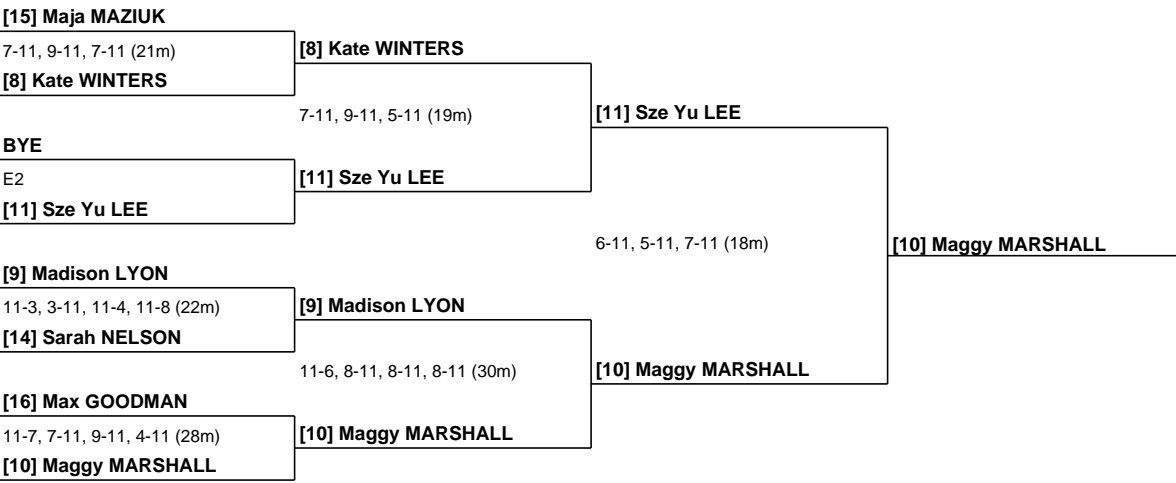 [15] Maja MAZIUK
7-11, 9-11, 7-11 (21m)
[8] Kate WINTERS
[8] Kate WINTERS
7-11, 9-11, 5-11 (19m)
[11] Sze Yu LEE
BYE
E2
[11] Sze Yu LEE
[11] Sze Yu LEE
6-11, 5-11, 7-11 (18m)
[10] Maggy MARSHALL
[9] Madison LYON
11-3, 3-11, 11-4, 11-8 (22m)
[9] Madison LYON
[14] Sarah NELSON
11-6, 8-11, 8-11, 8-11 (30m)
[10] Maggy MARSHALL
[16] Max GOODMAN
11-7, 7-11, 9-11, 4-11 (28m)
[10] Maggy MARSHALL
[10] Maggy MARSHALL